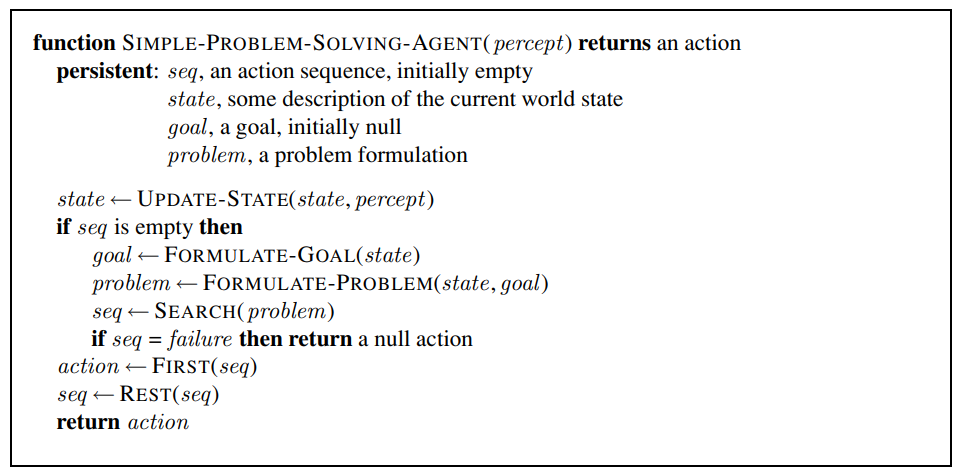 function SIMPLE-PROBLEM-SOLVING-AGENT(percept) returns an action
persistent: seq, an action sequence, initially empty
state, some description of the current world state
goal, a goal, initially null
problem, a problem formulation
state ← UPDATE-STATE(state, percept)
if seq is empty then
goal ← FORMULATE-GOAL(state)
problem ← FORMULATE-PROBLEM(state, goal)
seq ← SEARCH(problem)
if seq = failure then return a null action
action ← FIRST(seq)
seq ← REST(seq)
return action